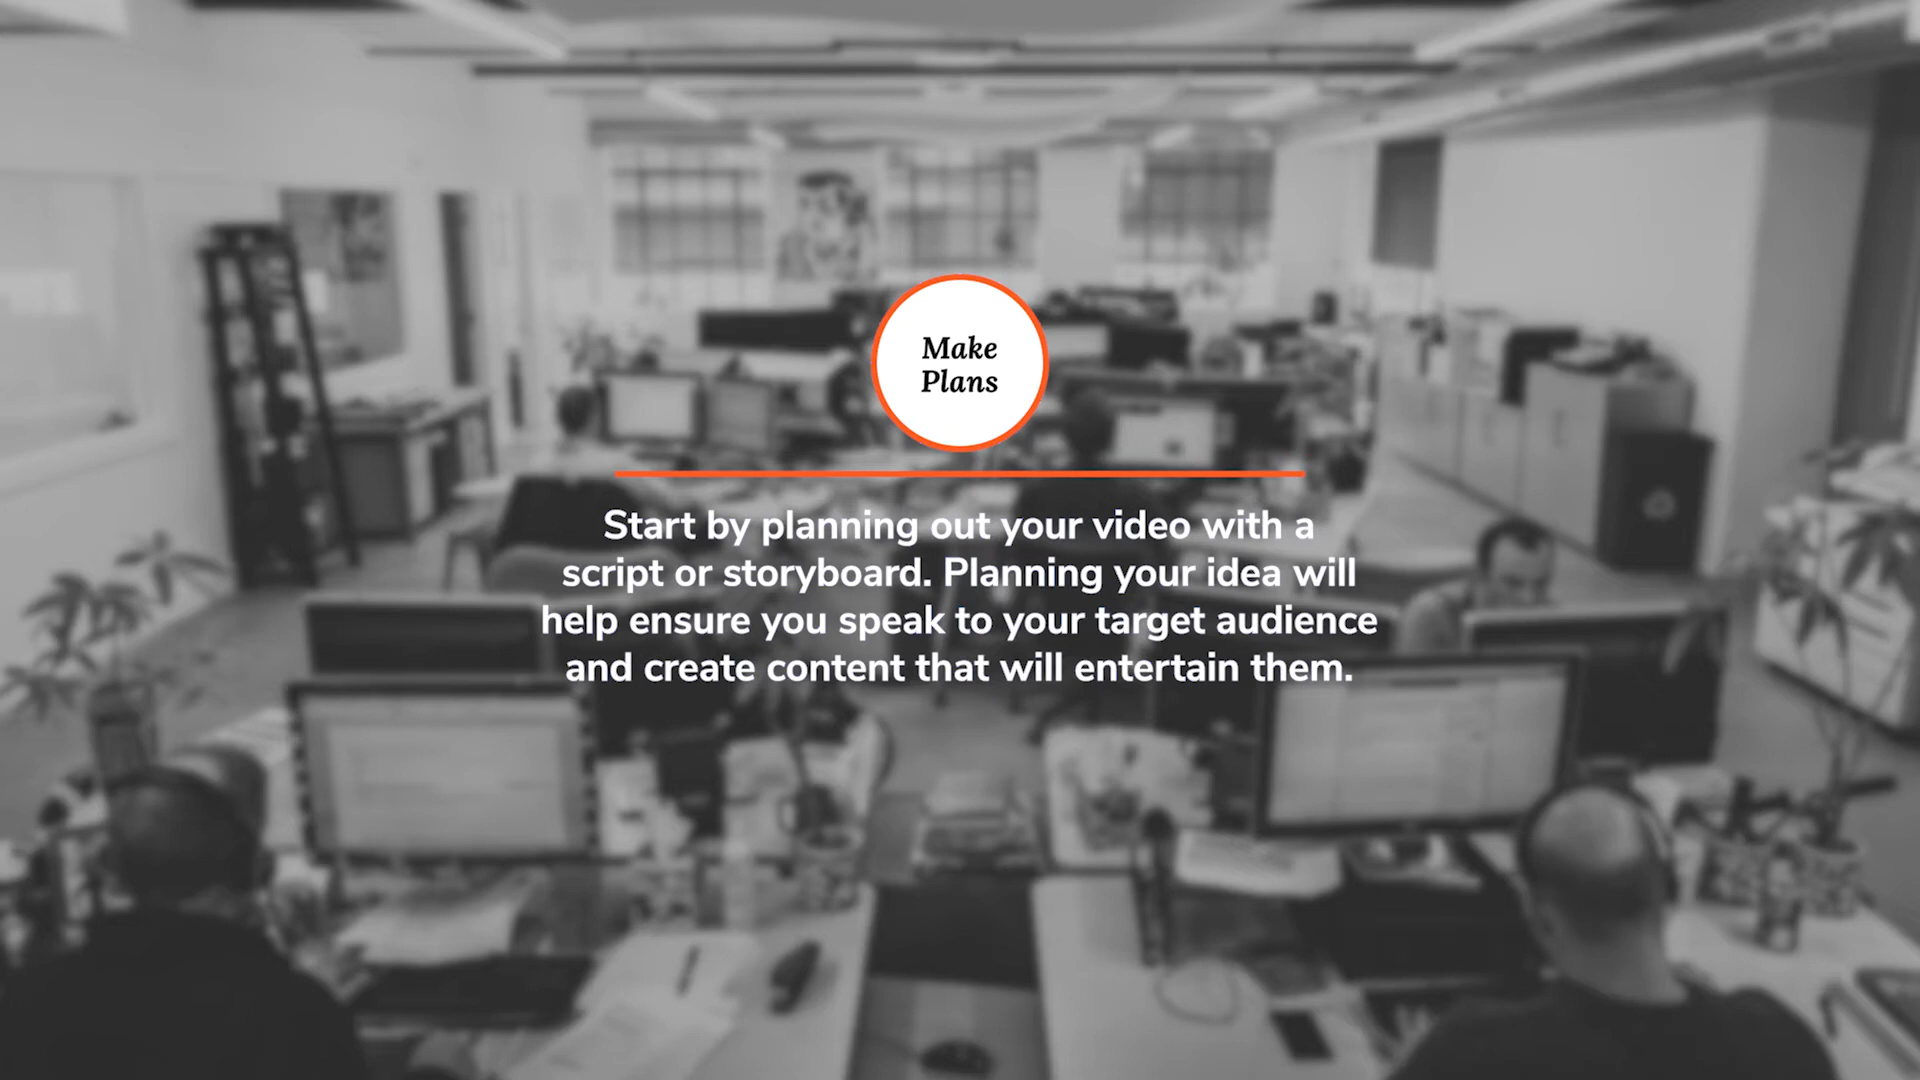 Make
Plans
Start by planning out your video with a
script or storyboard. Planning your idea will
help ensure you speak to your target audience
and create content that will entertain them.